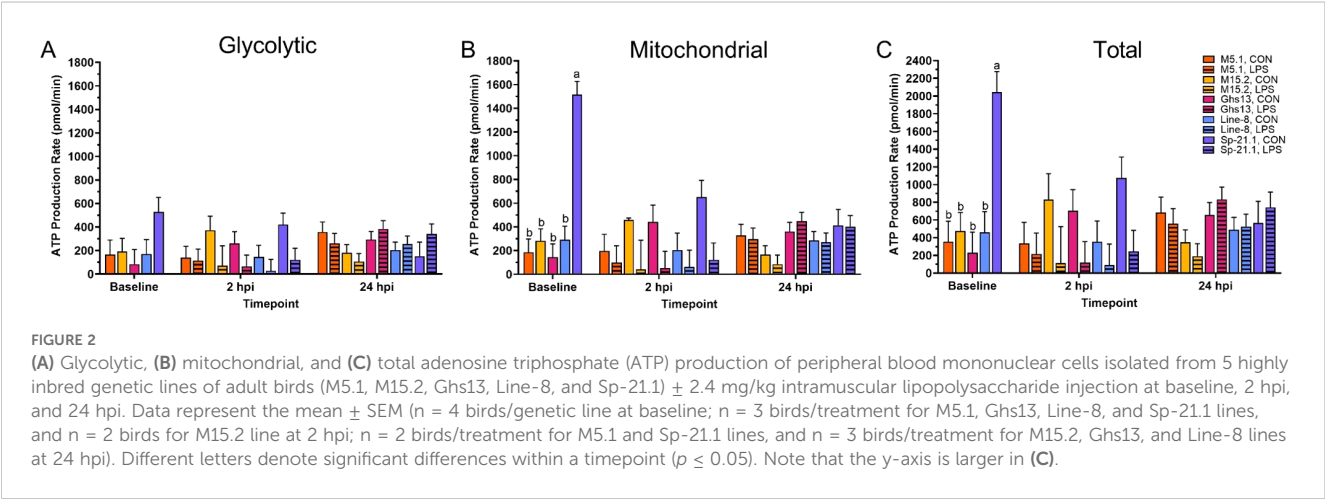 A
Glycolytic
ATP Production Rate (pmol/min)
1800
1600
1400
1200
1000
800
600
400
200
0
Baseline
2 hpi
24 hpi
Timepoint
B
Mitochondrial
ATP Production Rate (pmol/min)
1800
1600
1400
1200
1000
800
600
400
200
0
b
b
b
b
a
Baseline
2 hpi
24 hpi
Timepoint
C
Total
ATP Production Rate (pmol/min)
2400
2200
2000
1800
1600
1400
1200
1000
800
600
400
200
0
b
b
b
b
a
Baseline
2 hpi
24 hpi
Timepoint
M5.1, CON
M5.1, LPS
M15.2, CON
M15.2, LPS
Ghs13, CON
Ghs13, LPS
Line-8, CON
Line-8, LPS
Sp-21.1, CON
Sp-21.1, LPS
FIGURE 2
(A) Glycolytic, (B) mitochondrial, and (C) total adenosine triphosphate (ATP) production of peripheral blood mononuclear cells isolated from 5 highly
inbred genetic lines of adult birds (M5.1, M15.2, Ghs13, Line-8, and Sp-21.1) ± 2.4 mg/kg intramuscular lipopolysaccharide injection at baseline, 2 hpi,
and 24 hpi. Data represent the mean ± SEM (n = 4 birds/genetic line at baseline; n = 3 birds/treatment for M5.1, Ghs13, Line-8, and Sp-21.1 lines,
and n = 2 birds for M15.2 line at 2 hpi; n = 2 birds/treatment for M5.1 and Sp-21.1 lines, and n = 3 birds/treatment for M15.2, Ghs13, and Line-8 lines
at 24 hpi). Different letters denote significant differences within a timepoint (p ≤ 0.05). Note that the y-axis is larger in (C).